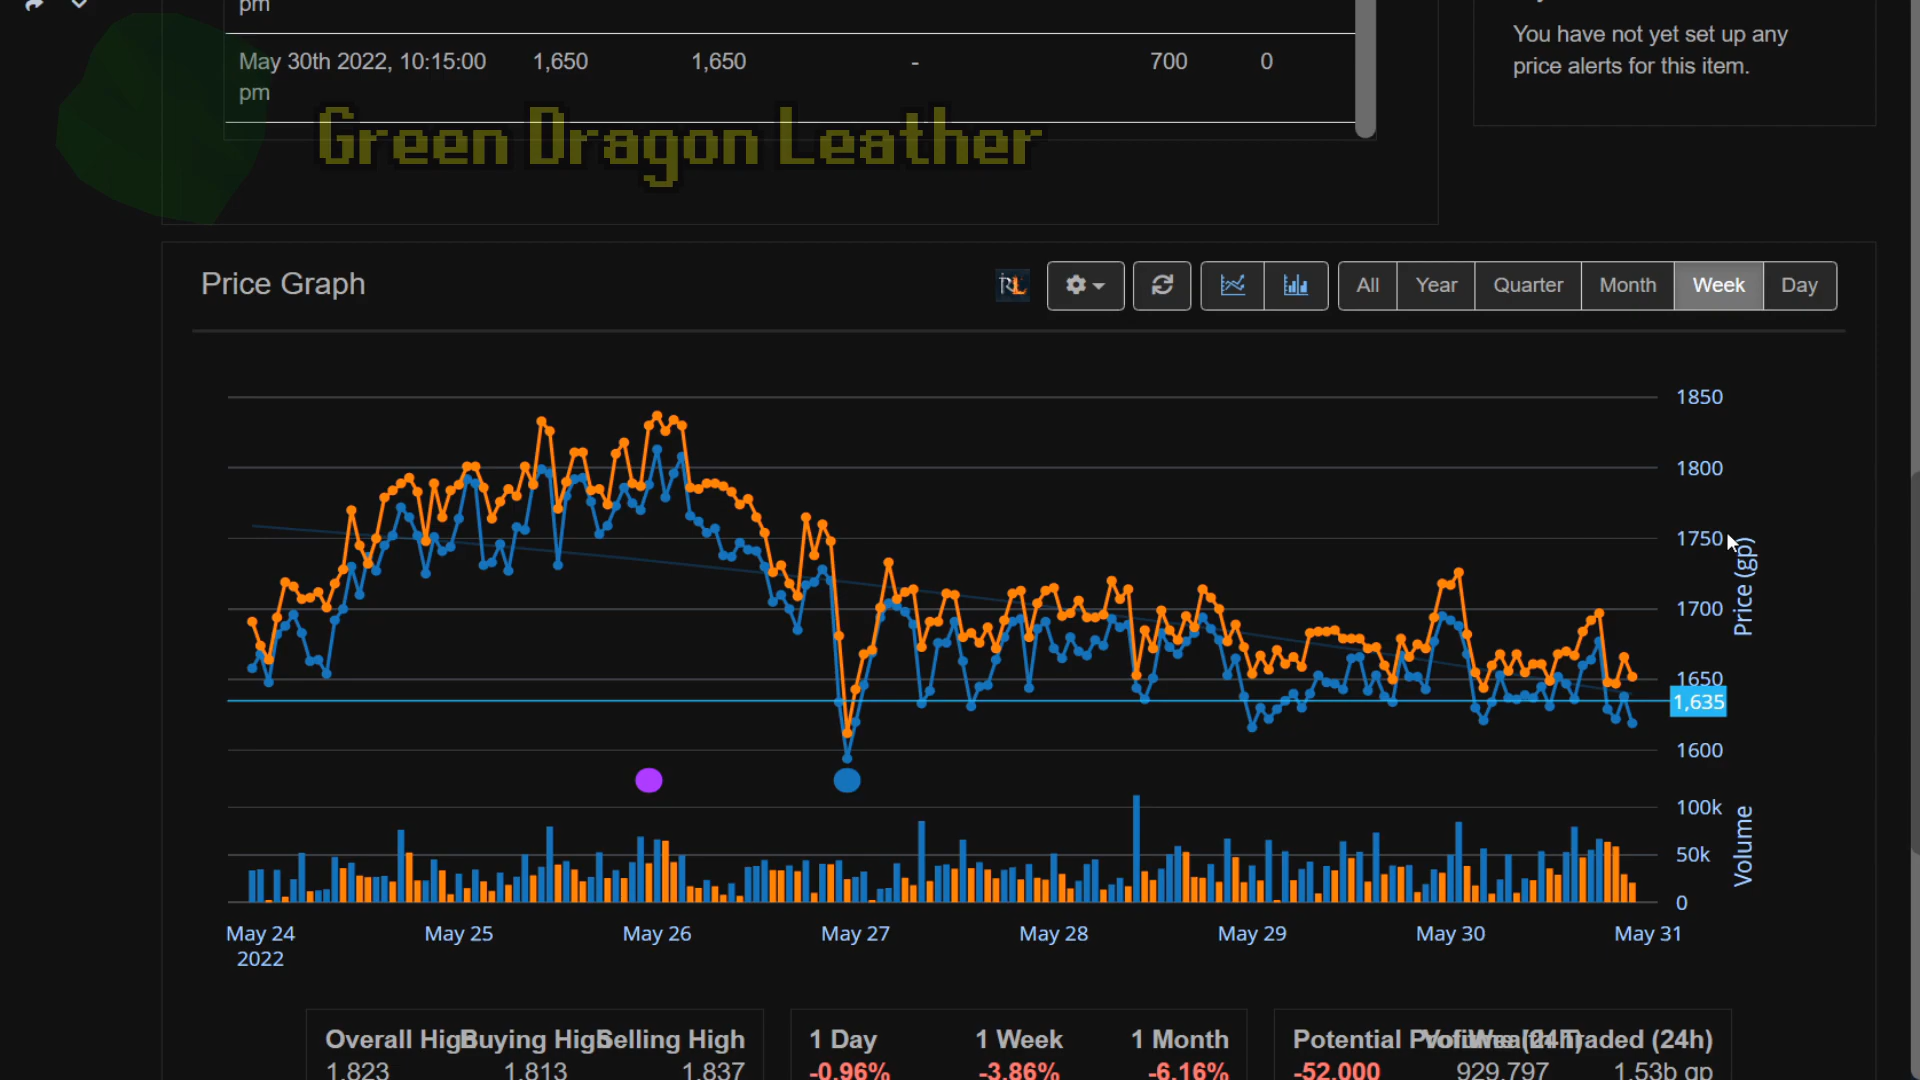 pm
You have not yet set up any
price alerts for this item.
May 30th 2022, 10:15:00 1,650 1,650 - 700 0
pm
Green Dragon Leather
Price Graph
RL
All Year Quarter Month Week Day
1850
1800
1750
1700
1650
1,635
1600
Price (gp)
100k
50k
0
Volume
May 24 May 25 May 26 May 27 May 28 May 29 May 30 May 31
2022
Overall High Buying High Selling High 1 Day 1 Week 1 Month Potential Profit Traded (24h)
1,823 1,813 1,837 -0.96% -3.86% -6.16% -52,000 929,797 1.53b gp